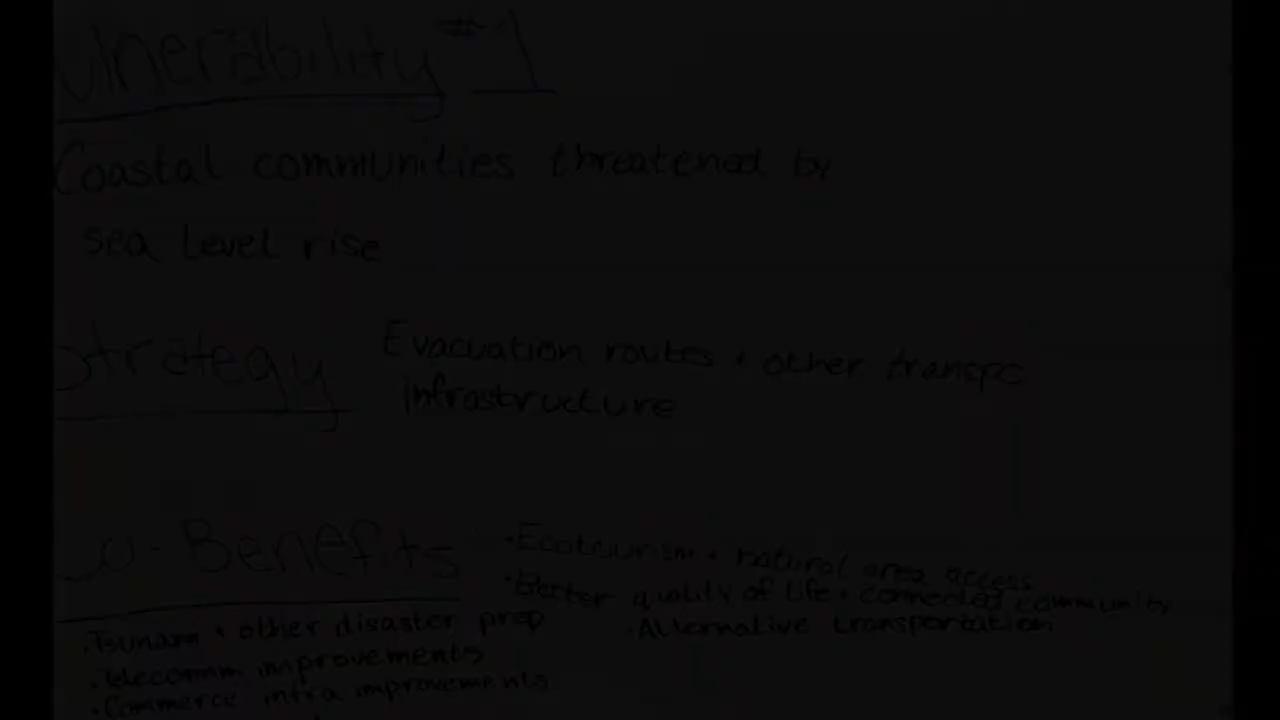 Vulnerability #1
Coastal communities threatened by
sea level rise
Strategy
Evacuation routes + other transpo
infrastructure
Co-Benefits
• Ecotourism + natural area access
• Better quality of life + connected community
• Alternative transportation
• Tsunami + other disaster prep
• Telecomm improvements
• Commerce infra improvements